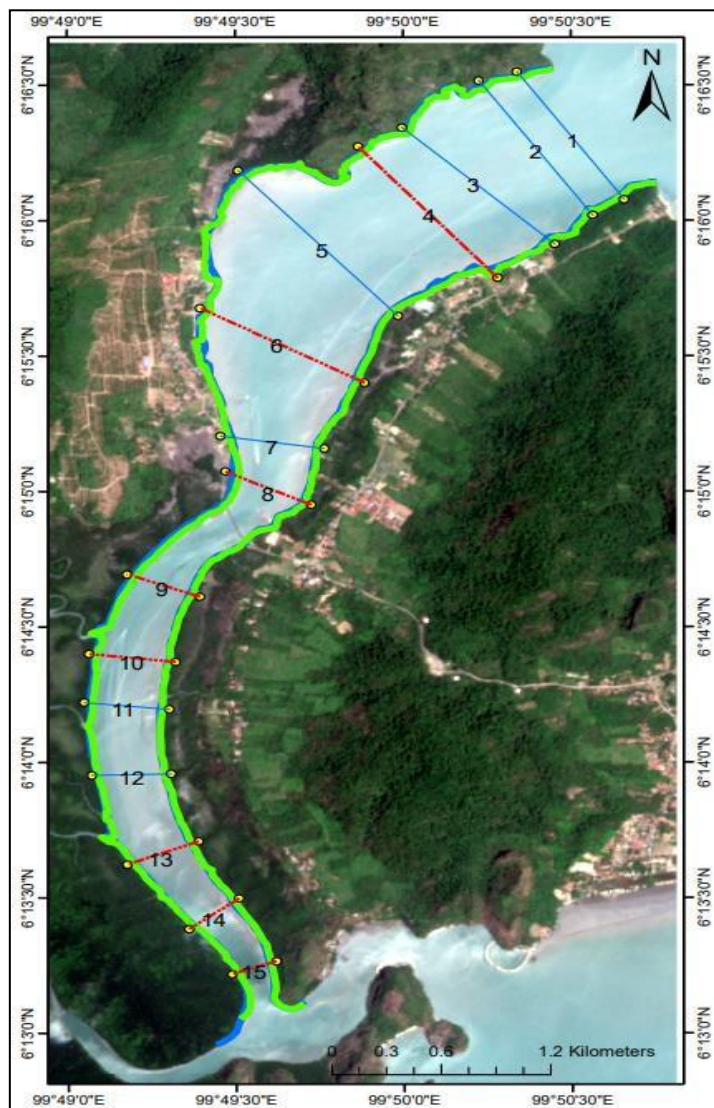 99°49'0"E 99°49'30"E 99°50'0"E 99°50'30"E
N
6°16'30"N 6°16'30"N
1
2
3
4
6°16'0"N 6°16'0"N
5
6
6°15'30"N 6°15'30"N
7
8
6°15'0"N 6°15'0"N
9
6°14'30"N 6°14'30"N
10
11
6°14'0"N 6°14'0"N
12
13
6°13'30"N 6°13'30"N
14
15
6°13'0"N 6°13'0"N
0 0.3 0.6 1.2 Kilometers
99°49'0"E 99°49'30"E 99°50'0"E 99°50'30"E